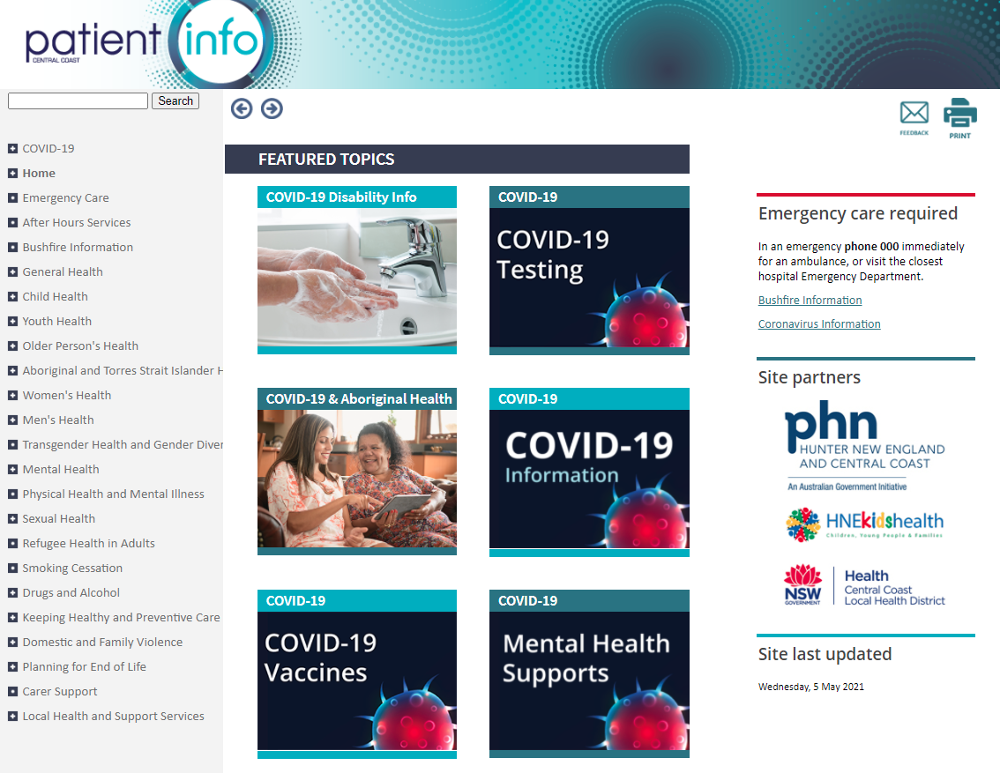 patient info
CENTRAL COAST
Search
FEEDBACK
PRINT
COVID-19
Home
Emergency Care
After Hours Services
Bushfire Information
General Health
Child Health
Youth Health
Older Person's Health
Aboriginal and Torres Strait Islander H
Women's Health
Men's Health
Transgender Health and Gender Diver
Mental Health
Physical Health and Mental Illness
Sexual Health
Refugee Health in Adults
Smoking Cessation
Drugs and Alcohol
Keeping Healthy and Preventive Care
Domestic and Family Violence
Planning for End of Life
Carer Support
Local Health and Support Services
FEATURED TOPICS
COVID-19 Disability Info
COVID-19
COVID-19
Testing
COVID-19 & Aboriginal Health
COVID-19
COVID-19
Information
COVID-19
COVID-19
Vaccines
COVID-19
Mental Health
Supports
Emergency care required
In an emergency phone 000 immediately
for an ambulance, or visit the closest
hospital Emergency Department.
Bushfire Information
Coronavirus Information
Site partners
phn
HUNTER NEW ENGLAND
AND CENTRAL COAST
An Australian Government Initiative
HNEkidshealth
Children, Young People & Families
NSW
GOVERNMENT
Health
Central Coast
Local Health District
Site last updated
Wednesday, 5 May 2021